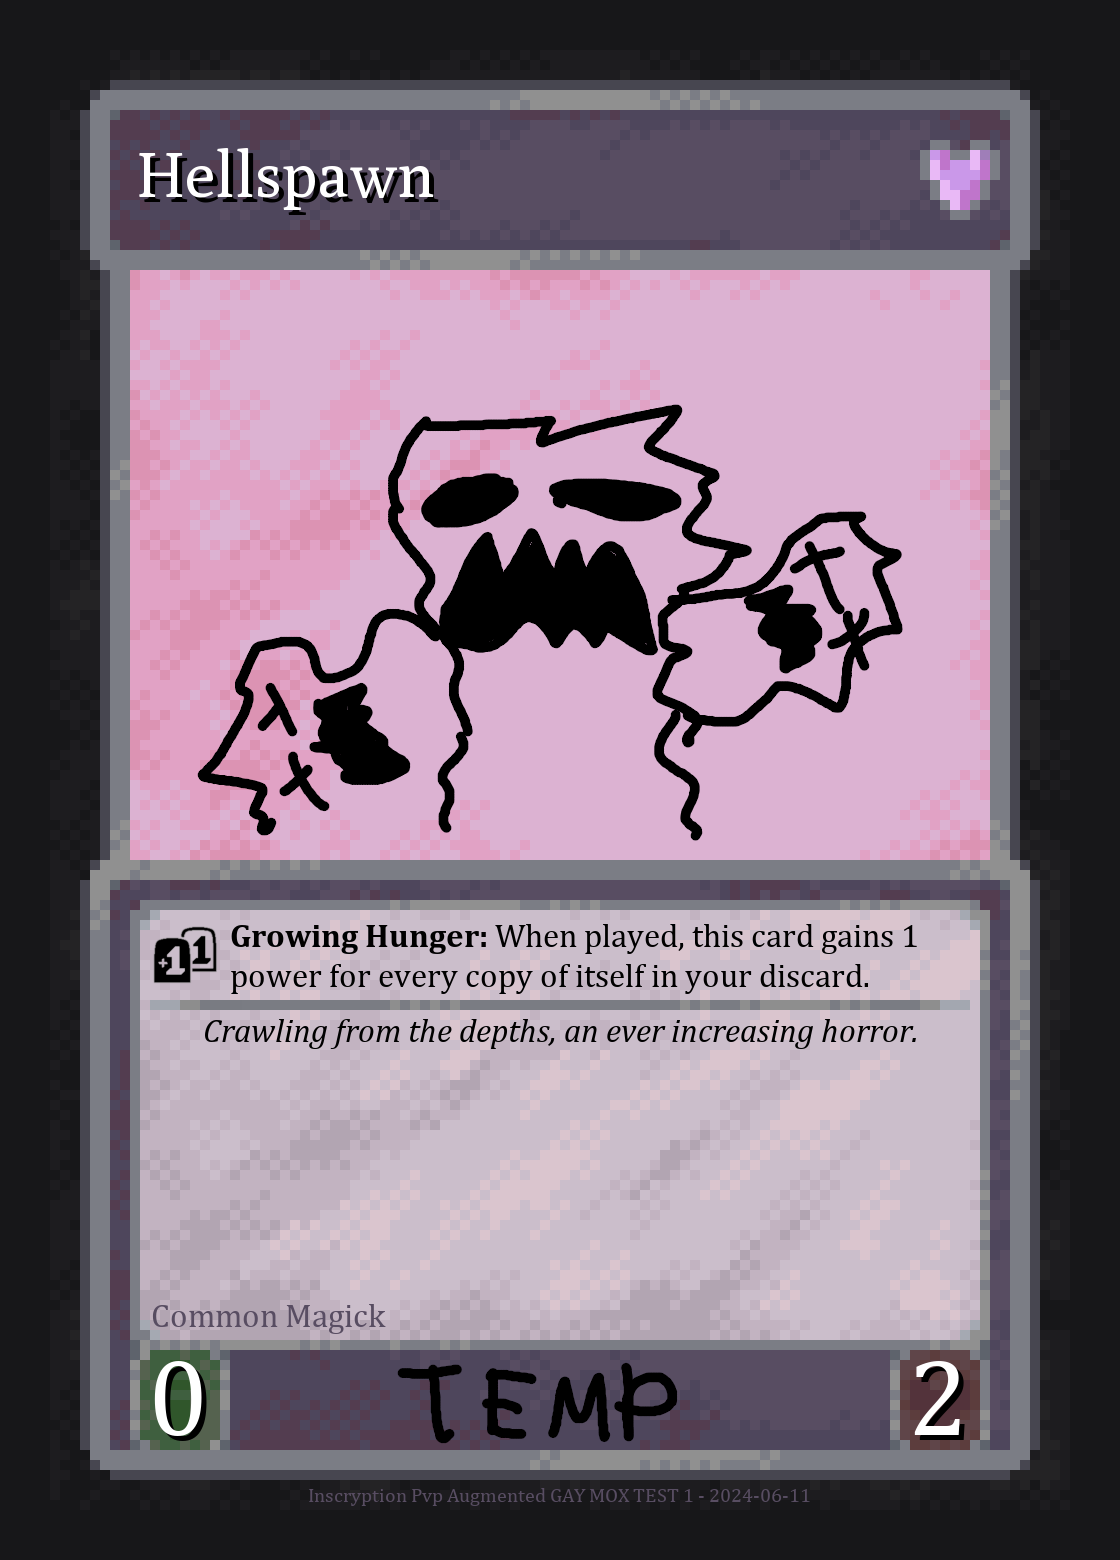 Hellspawn
+1 1 Growing Hunger: When played, this card gains 1
power for every copy of itself in your discard.
Crawling from the depths, an ever increasing horror.
Common Magick
0 TEMP 2
Inscryption Pvp Augmented GAY MOX TEST 1 - 2024-06-11